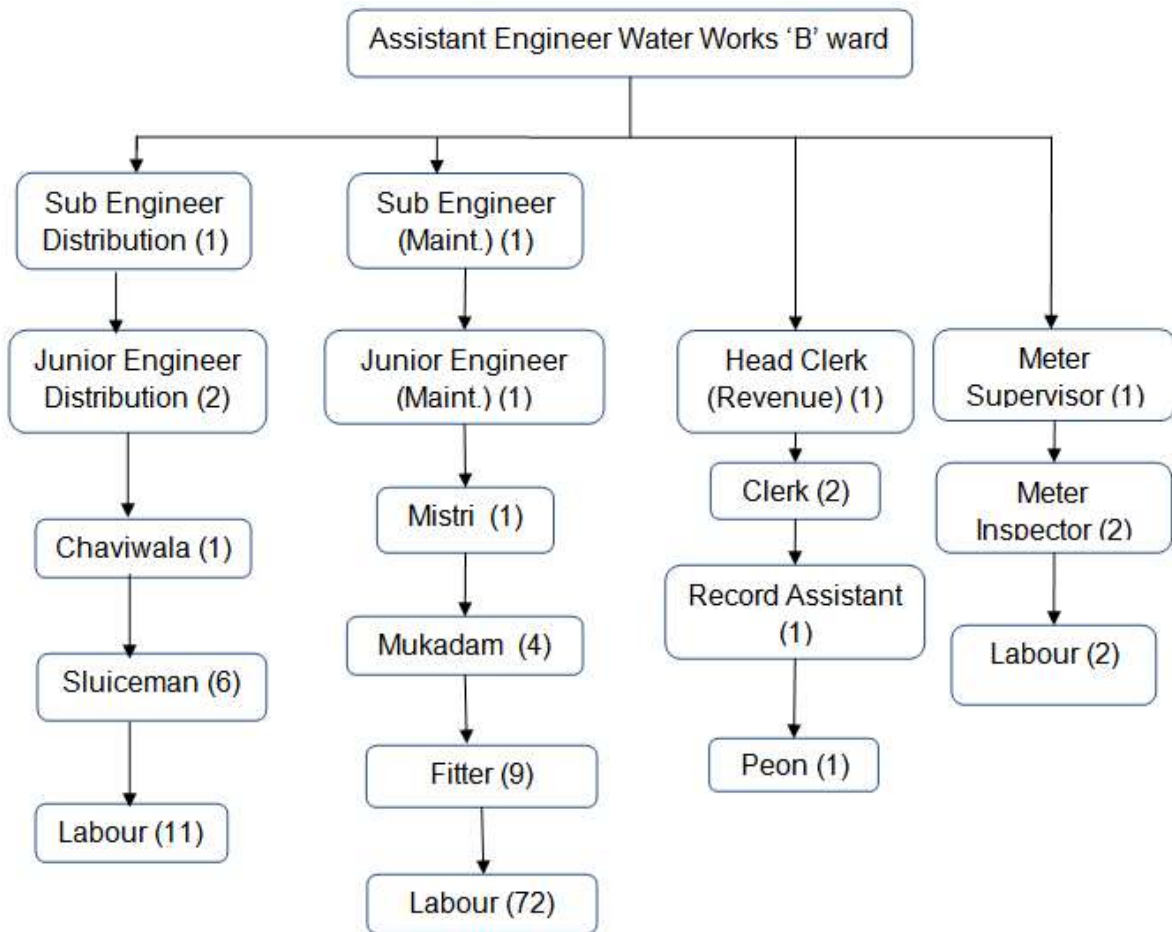 Assistant Engineer Water Works ‘B’ ward
Sub Engineer
Distribution (1)
Junior Engineer
Distribution (2)
Chaviwala (1)
Sluiceman (6)
Labour (11)
Sub Engineer
(Maint.) (1)
Junior Engineer
(Maint.) (1)
Mistri (1)
Mukadam (4)
Fitter (9)
Labour (72)
Head Clerk
(Revenue) (1)
Clerk (2)
Record Assistant
(1)
Peon (1)
Meter
Supervisor (1)
Meter
Inspector (2)
Labour (2)